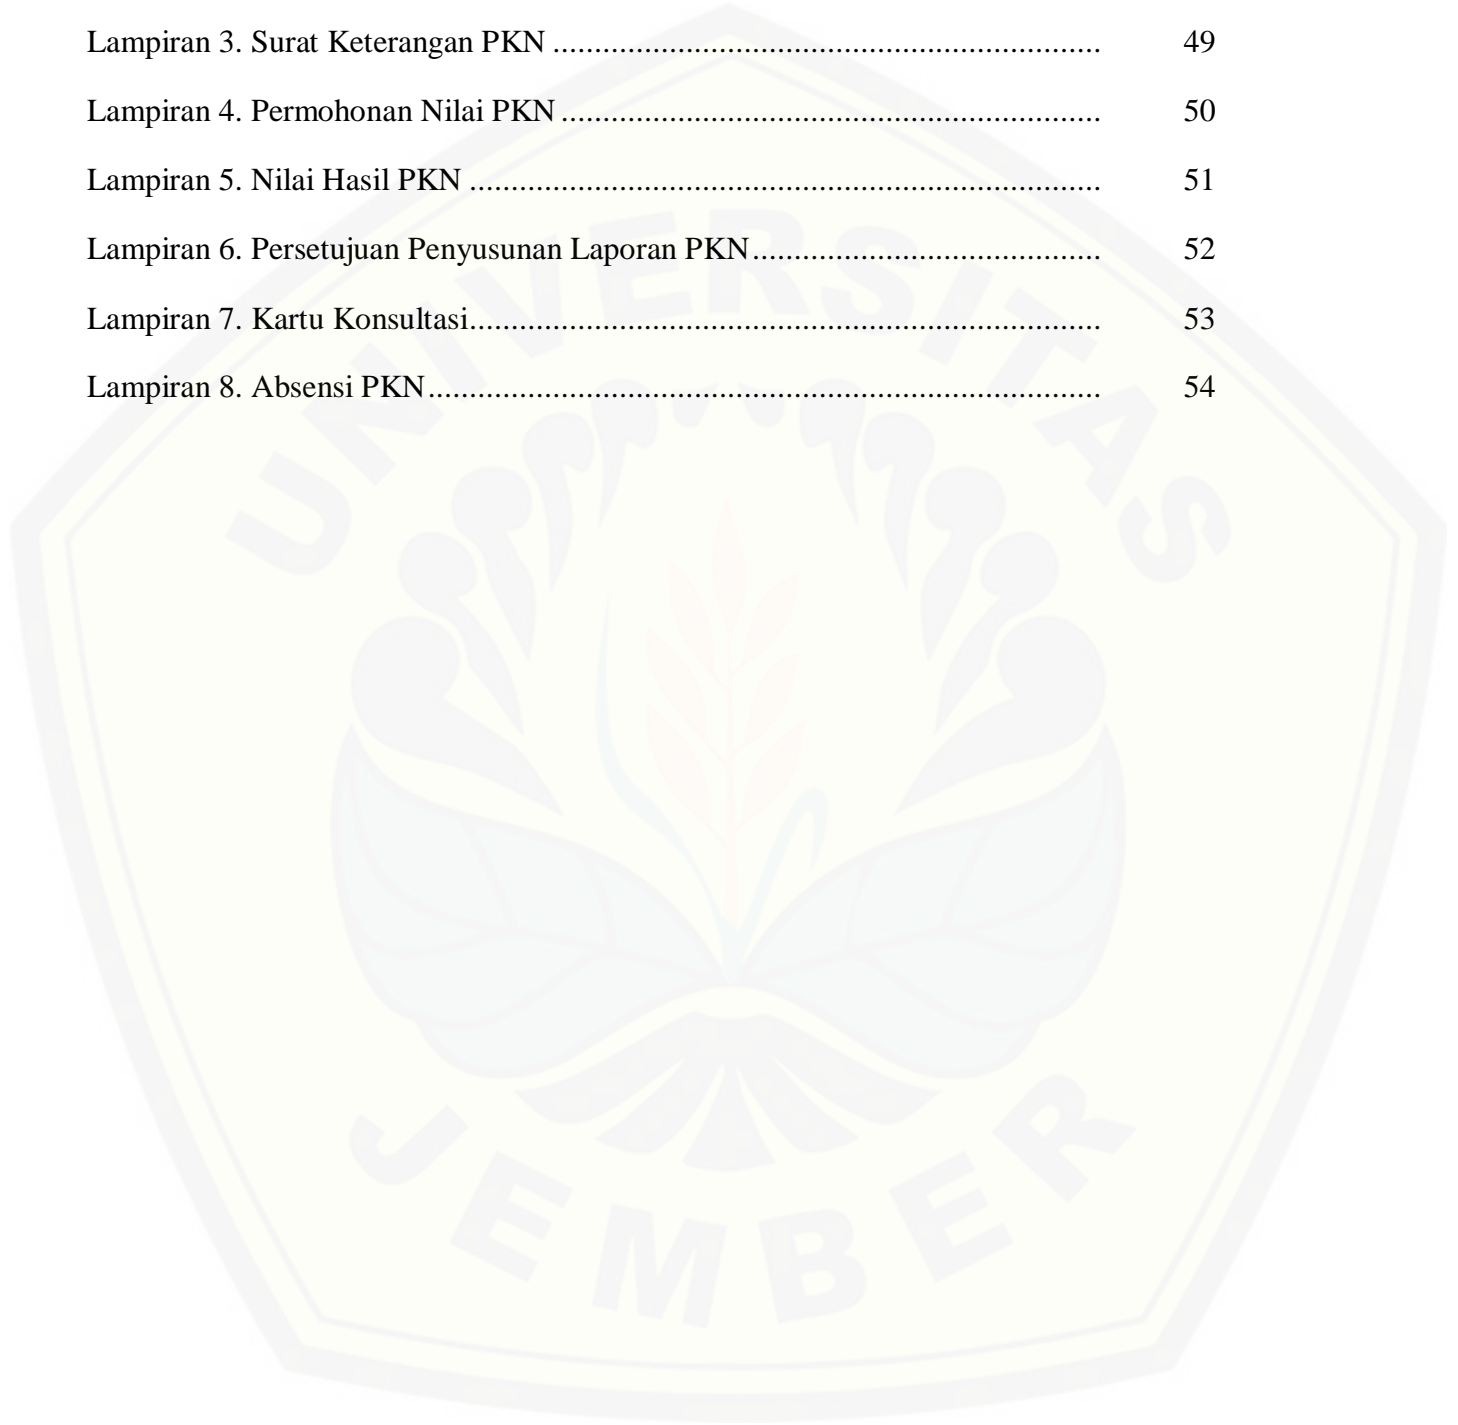 Lampiran 3. Surat Keterangan PKN .................................................................. 49
Lampiran 4. Permohonan Nilai PKN ................................................................. 50
Lampiran 5. Nilai Hasil PKN ............................................................................ 51
Lampiran 6. Persetujuan Penyusunan Laporan PKN .......................................... 52
Lampiran 7. Kartu Konsultasi............................................................................ 53
Lampiran 8. Absensi PKN ................................................................................. 54
UNIVERSITAS
JEMBER